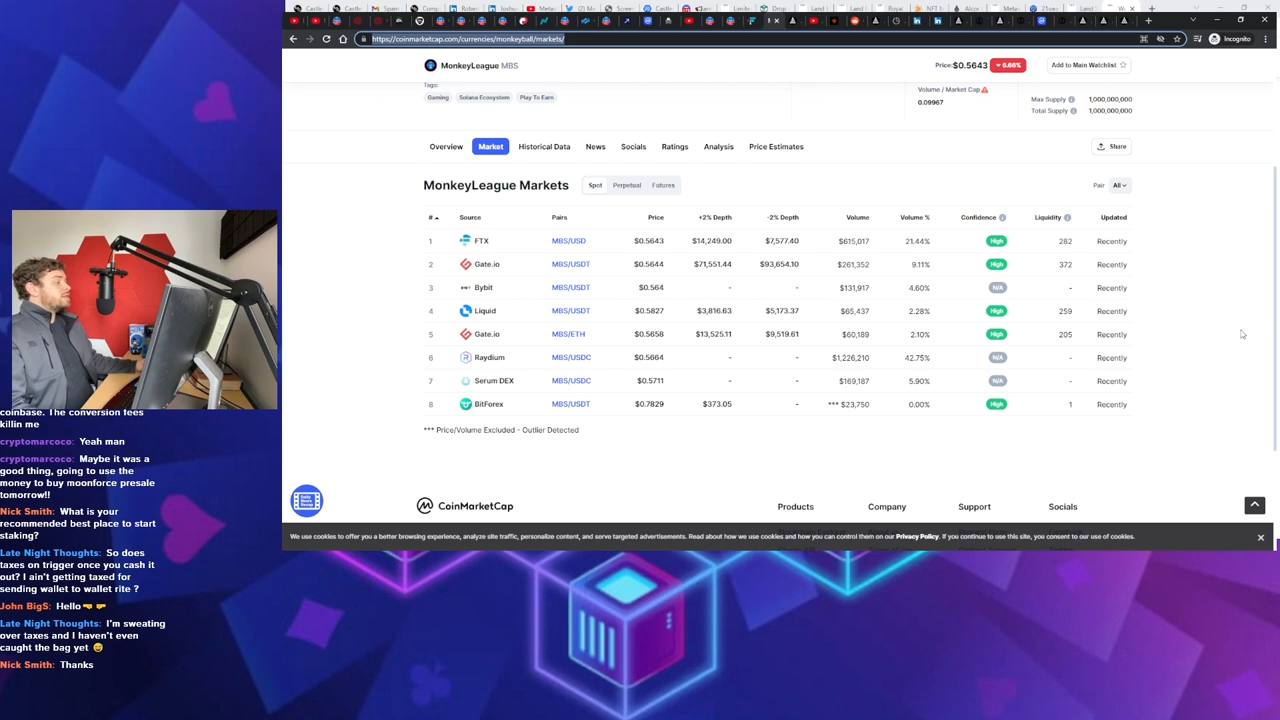 https://coinmarketcap.com/currencies/monkeyball/markets/
Incognito
MonkeyLeague MBS
Price: $0.5643 6.66%
Add to Main Watchlist
Tags:
Gaming Solana Ecosystem Play To Earn
Volume / Market Cap
0.09967
Max Supply 1,000,000,000
Total Supply 1,000,000,000
Overview Market Historical Data News Socials Ratings Analysis Price Estimates Share
MonkeyLeague Markets Spot Perpetual Futures Pair All
# Source Pairs Price +2% Depth -2% Depth Volume Volume % Confidence Liquidity Updated
1 FTX MBS/USD $0.5643 $14,249.00 $7,577.40 $615,017 21.44% High 282 Recently
2 Gate.io MBS/USDT $0.5644 $71,551.44 $93,654.10 $261,352 9.11% High 372 Recently
3 Bybit MBS/USDT $0.564 - - $131,917 4.60% N/A - Recently
4 Liquid MBS/USDT $0.5827 $3,816.63 $5,173.37 $65,437 2.28% High 259 Recently
5 Gate.io MBS/ETH $0.5658 $13,525.11 $9,519.61 $60,189 2.10% High 205 Recently
6 Raydium MBS/USDC $0.5664 - - $1,226,210 42.75% N/A - Recently
7 Serum DEX MBS/USDC $0.5711 - - $169,187 5.90% N/A - Recently
8 BitForex MBS/USDT $0.7829 $373.05 - *** $23,750 0.00% High 1 Recently
*** Price/Volume Excluded - Outlier Detected
CoinMarketCap
Products Company Support Socials
We use cookies to offer you a better browsing experience, analyze site traffic, personalize content, and serve targeted advertisements. Read about how we use cookies and how you can control them on our Privacy Policy. If you continue to use this site, you consent to our use of cookies.
coinbase. The conversion fees
killin me
cryptomarcoco: Yeah man
cryptomarcoco: Maybe it was a
good thing, going to use the
money to buy moonforce presale
tomorrow!!
Nick Smith: What is your
recommended best place to start
staking?
Late Night Thoughts: So does
taxes on trigger once you cash it
out? I ain't getting taxed for
sending wallet to wallet rite ?
John BigS: Hello
Late Night Thoughts: I'm sweating
over taxes and I haven't even
caught the bag yet
Nick Smith: Thanks